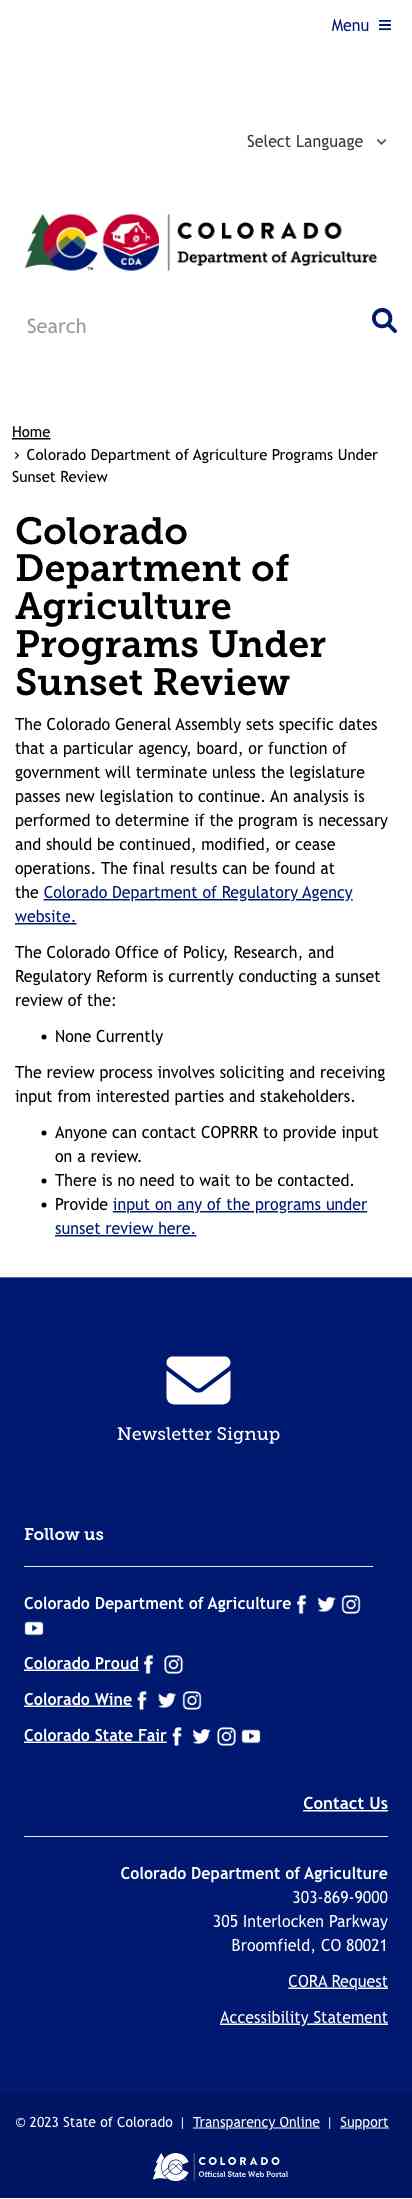 Menu
Select Language
COLORADO
CDA
Department of Agriculture
TM
Search
Home
› Colorado Department of Agriculture Programs Under
Sunset Review
Colorado
Department of
Agriculture
Programs Under
Sunset Review
The Colorado General Assembly sets specific dates
that a particular agency, board, or function of
government will terminate unless the legislature
passes new legislation to continue. An analysis is
performed to determine if the program is necessary
and should be continued, modified, or cease
operations. The final results can be found at
the Colorado Department of Regulatory Agency
website.
The Colorado Office of Policy, Research, and
Regulatory Reform is currently conducting a sunset
review of the:
• None Currently
The review process involves soliciting and receiving
input from interested parties and stakeholders.
• Anyone can contact COPRRR to provide input
on a review.
• There is no need to wait to be contacted.
• Provide input on any of the programs under
sunset review here.
Newsletter Signup
Follow us
Colorado Department of Agriculture
Colorado Proud
Colorado Wine
Colorado State Fair
Contact Us
Colorado Department of Agriculture
303-869-9000
305 Interlocken Parkway
Broomfield, CO 80021
CORA Request
Accessibility Statement
© 2023 State of Colorado | Transparency Online | Support
COLORADO
Official State Web Portal